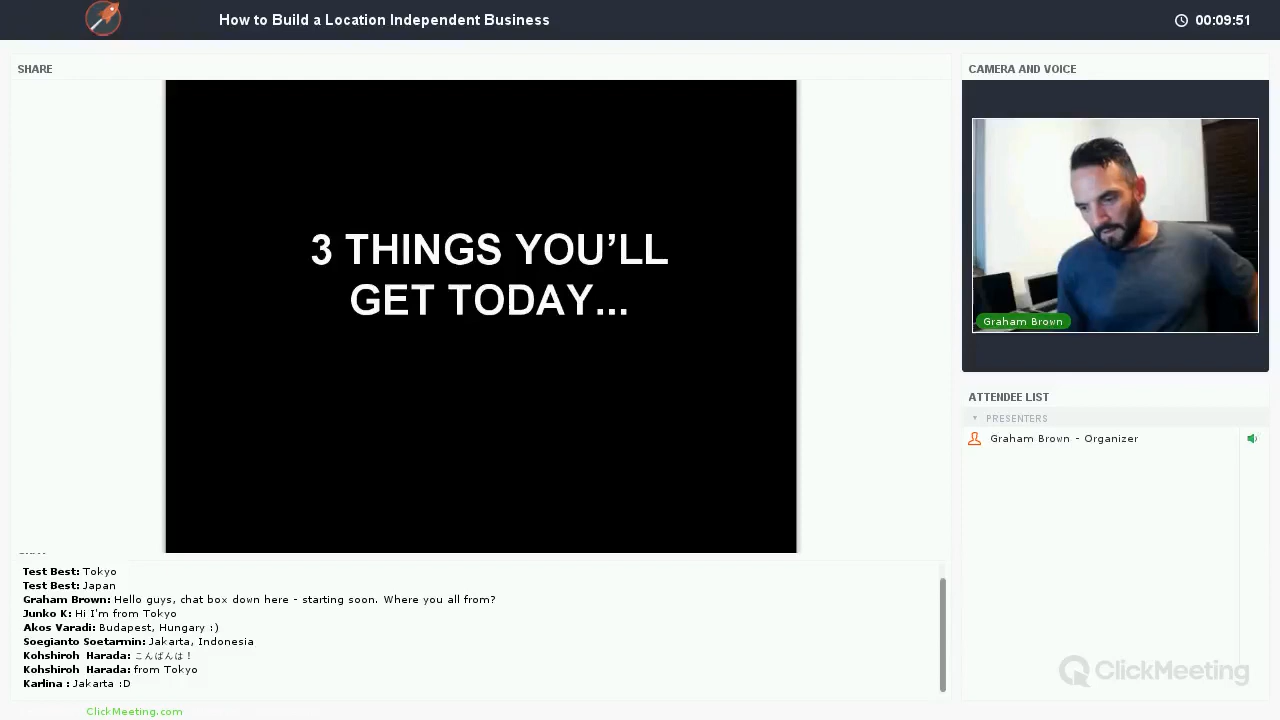 How to Build a Location Independent Business
00:09:51
SHARE
3 THINGS YOU'LL
GET TODAY...
CAMERA AND VOICE
Graham Brown
ATTENDEE LIST
PRESENTERS
Graham Brown - Organizer
Test Best: Tokyo
Test Best: Japan
Graham Brown: Hello guys, chat box down here - starting soon. Where you all from?
Junko K: Hi I'm from Tokyo
Akos Varadi: Budapest, Hungary :)
Soegianto Soetarmin: Jakarta, Indonesia
Kohshiroh Harada: こんばんは！
Kohshiroh Harada: from Tokyo
Karlina : Jakarta :D
ClickMeeting
ClickMeeting.com